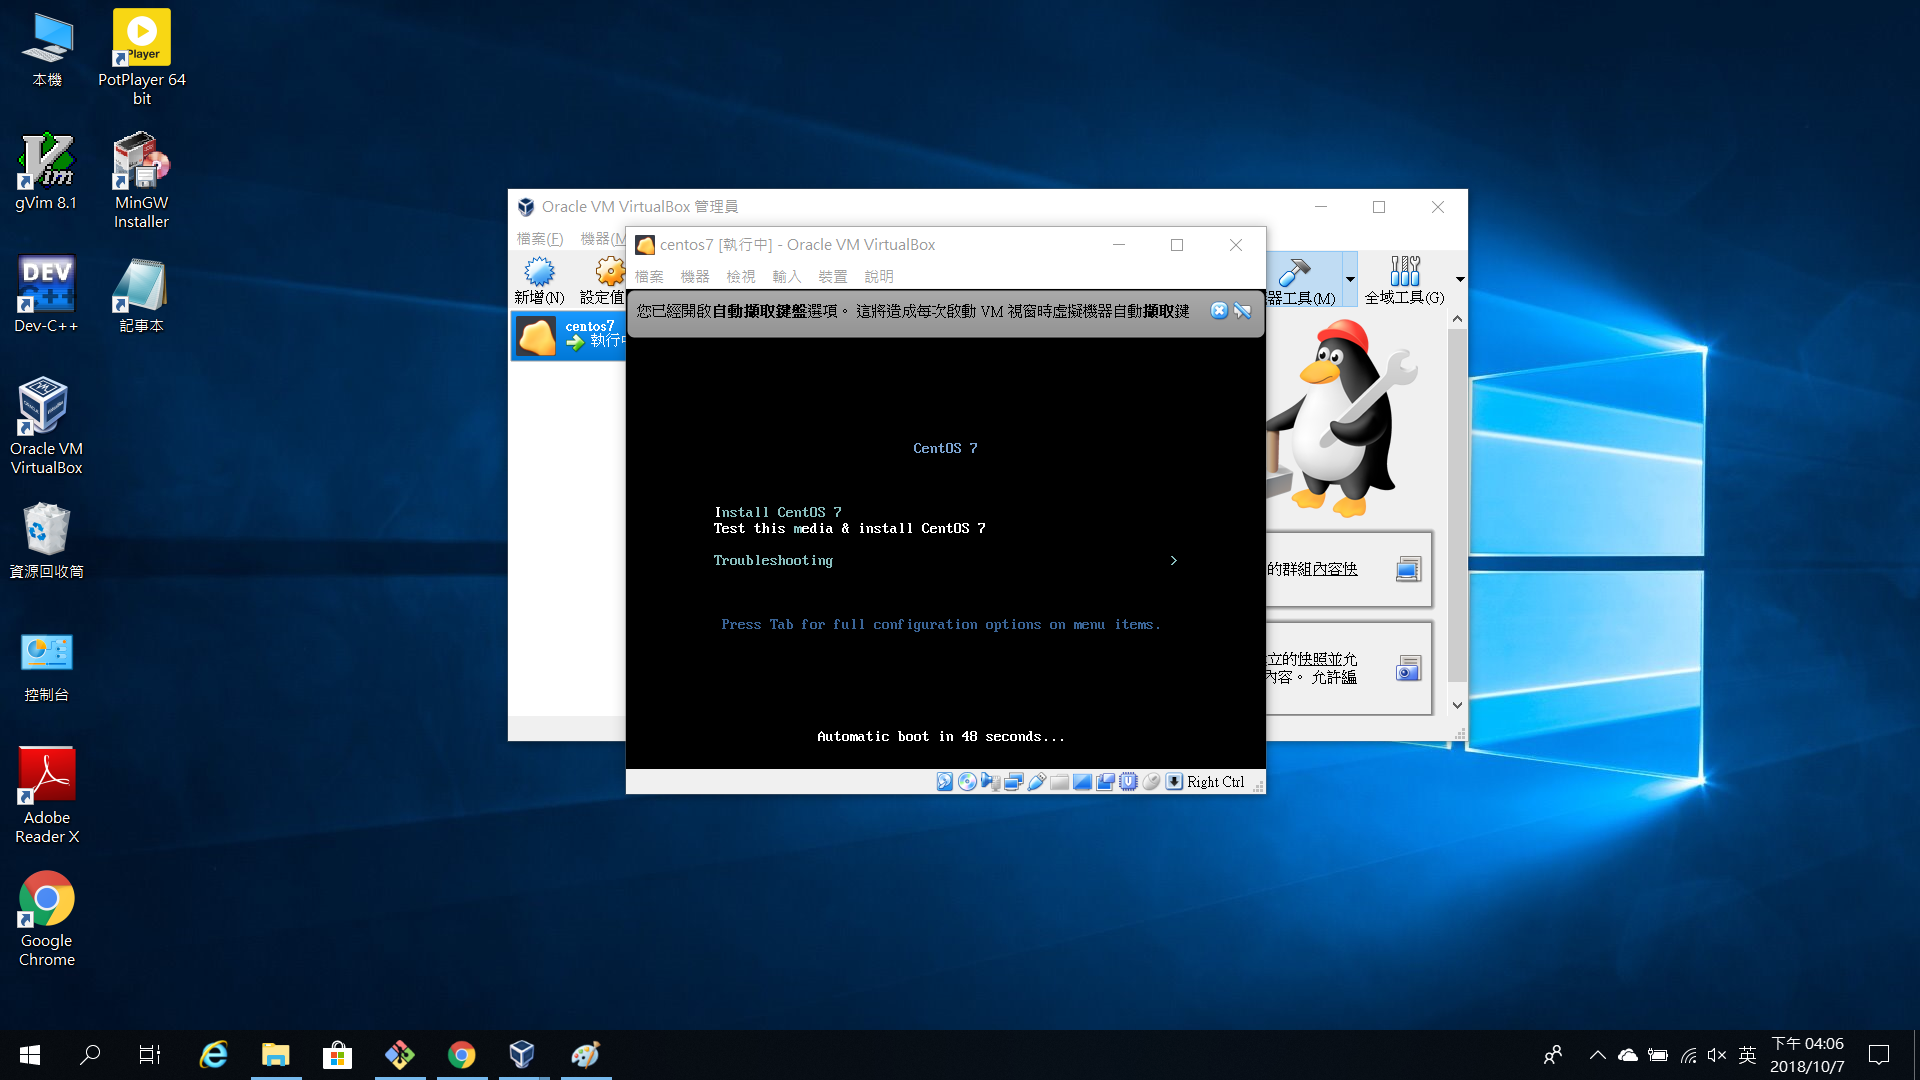 本機
Player
PotPlayer 64
bit
gVim 8.1
MinGW
Installer
DEV
C++
Dev-C++
記事本
Oracle VM
VirtualBox
資源回收筒
控制台
Adobe
Reader X
Google
Chrome
Oracle VM VirtualBox 管理員
檔案(F) 機器(M
新增(N) 設定值
器工具(M) 全域工具(G)
centos7
執行中
centos7 [執行中] - Oracle VM VirtualBox
檔案 機器 檢視 輸入 裝置 說明
您已經開啟自動擷取鍵盤選項。 這將造成每次啟動 VM 視窗時虛擬機器自動擷取鍵
CentOS 7
Install CentOS 7
Test this media & install CentOS 7
Troubleshooting >
Press Tab for full configuration options on menu items.
Automatic boot in 48 seconds...
Right Ctrl
的群組內容快
立的快照並允
內容。 允許編
英
下午 04:06
2018/10/7